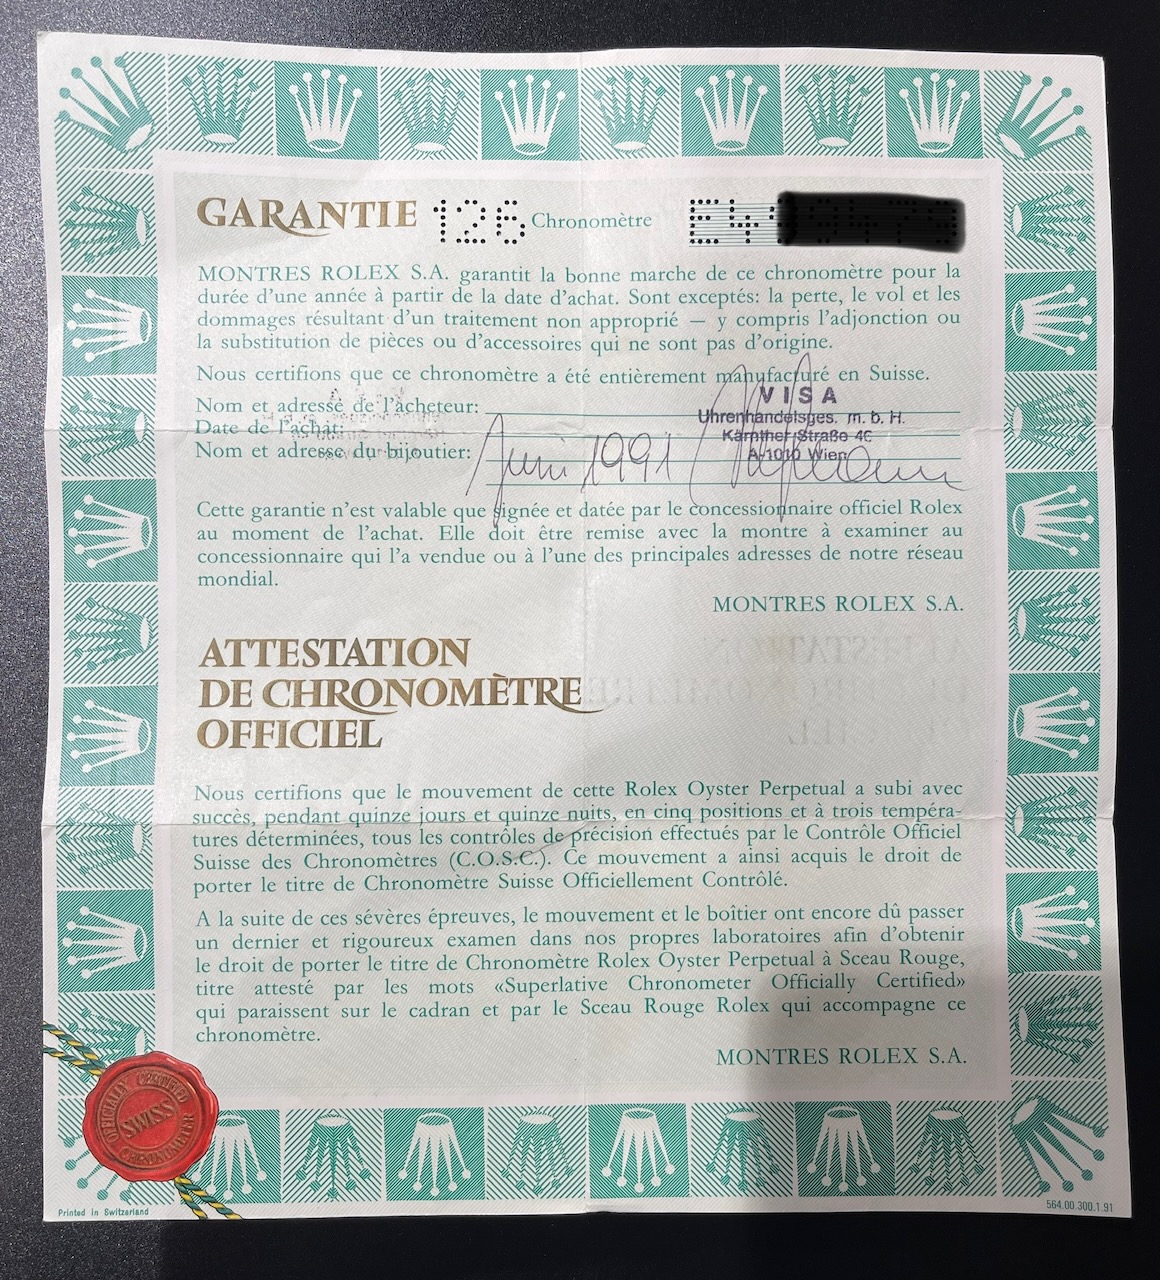 GARANTIE 126 Chronomètre E4
MONTRES ROLEX S.A. garantit la bonne marche de ce chronomètre pour la
durée d'une année à partir de la date d'achat. Sont exceptés: la perte, le vol et les
dommages résultant d'un traitement non approprié — y compris l'adjonction ou
la substitution de pièces ou d'accessoires qui ne sont pas d'origine.
Nous certifions que ce chronomètre a été entièrement manufacturé en Suisse.
VISA
Nom et adresse de l'acheteur:
Uhrenhandelsges. m. b. H.
Date de l'achat:
Kärntner Straße 4C
Nom et adresse du bijoutier:
A-1010 Wien
Juni 1991
Cette garantie n'est valable que signée et datée par le concessionnaire officiel Rolex
au moment de l'achat. Elle doit être remise avec la montre à examiner au
concessionnaire qui l'a vendue ou à l'une des principales adresses de notre réseau
mondial.
MONTRES ROLEX S.A.
ATTESTATION
DE CHRONOMÈTRE
OFFICIEL
Nous certifions que le mouvement de cette Rolex Oyster Perpetual a subi avec
succès, pendant quinze jours et quinze nuits, en cinq positions et à trois tempéra-
tures déterminées, tous les contrôles de précision effectués par le Contrôle Officiel
Suisse des Chronomètres (C.O.S.C.). Ce mouvement a ainsi acquis le droit de
porter le titre de Chronomètre Suisse Officiellement Contrôlé.
A la suite de ces sévères épreuves, le mouvement et le boîtier ont encore dû passer
un dernier et rigoureux examen dans nos propres laboratoires afin d'obtenir
le droit de porter le titre de Chronomètre Rolex Oyster Perpetual à Sceau Rouge,
titre attesté par les mots «Superlative Chronometer Officially Certified»
qui paraissent sur le cadran et par le Sceau Rouge Rolex qui accompagne ce
chronomètre.
MONTRES ROLEX S.A.
OFFICIALLY CERTIFIED
SWISS
CHRONOMETER
Printed in Switzerland
564.00.300.1.91